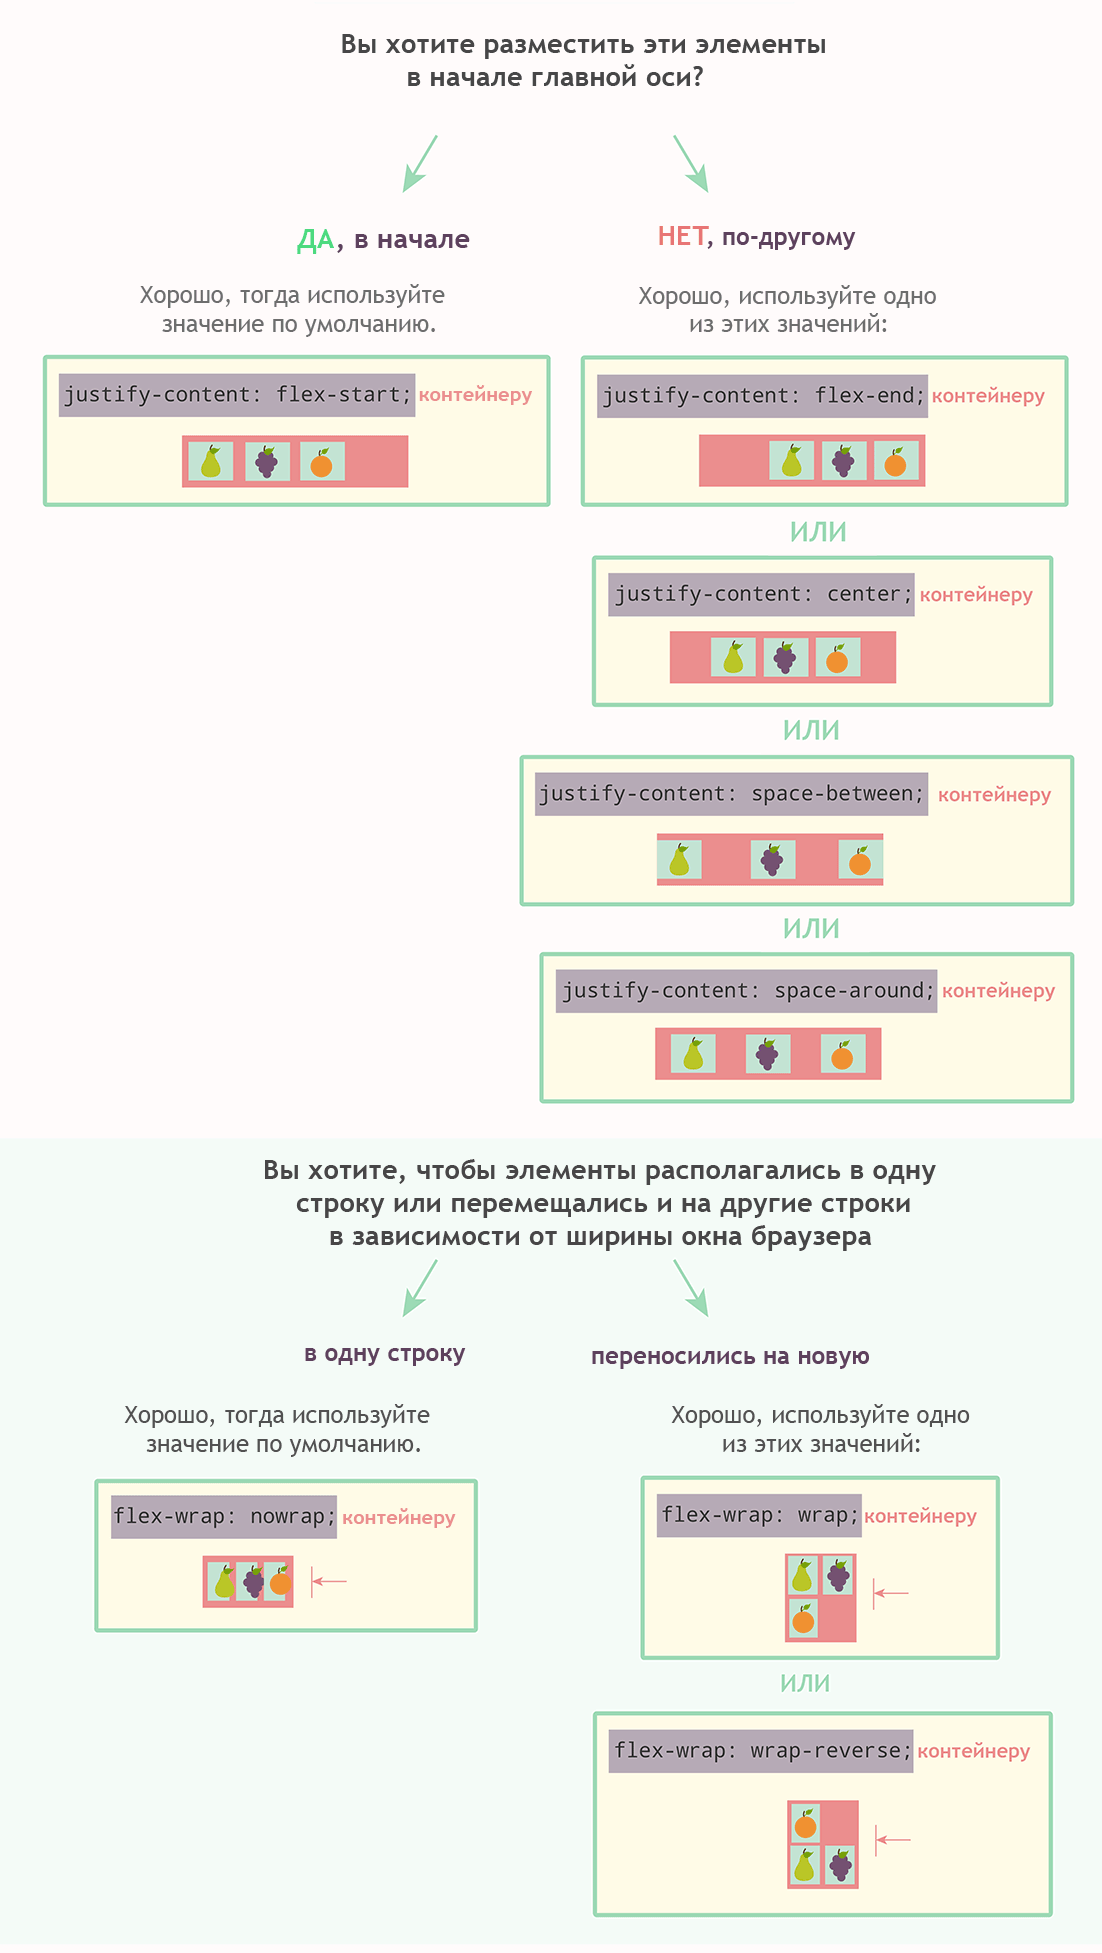 Вы хотите разместить эти элементы
в начале главной оси?
ДА, в начале
Хорошо, тогда используйте
значение по умолчанию.
justify-content: flex-start; контейнеру
НЕТ, по-другому
Хорошо, используйте одно
из этих значений:
justify-content: flex-end; контейнеру
ИЛИ
justify-content: center; контейнеру
ИЛИ
justify-content: space-between; контейнеру
ИЛИ
justify-content: space-around; контейнеру
Вы хотите, чтобы элементы располагались в одну
строку или перемещались и на другие строки
в зависимости от ширины окна браузера
в одну строку
Хорошо, тогда используйте
значение по умолчанию.
flex-wrap: nowrap; контейнеру
переносились на новую
Хорошо, используйте одно
из этих значений:
flex-wrap: wrap; контейнеру
ИЛИ
flex-wrap: wrap-reverse; контейнеру